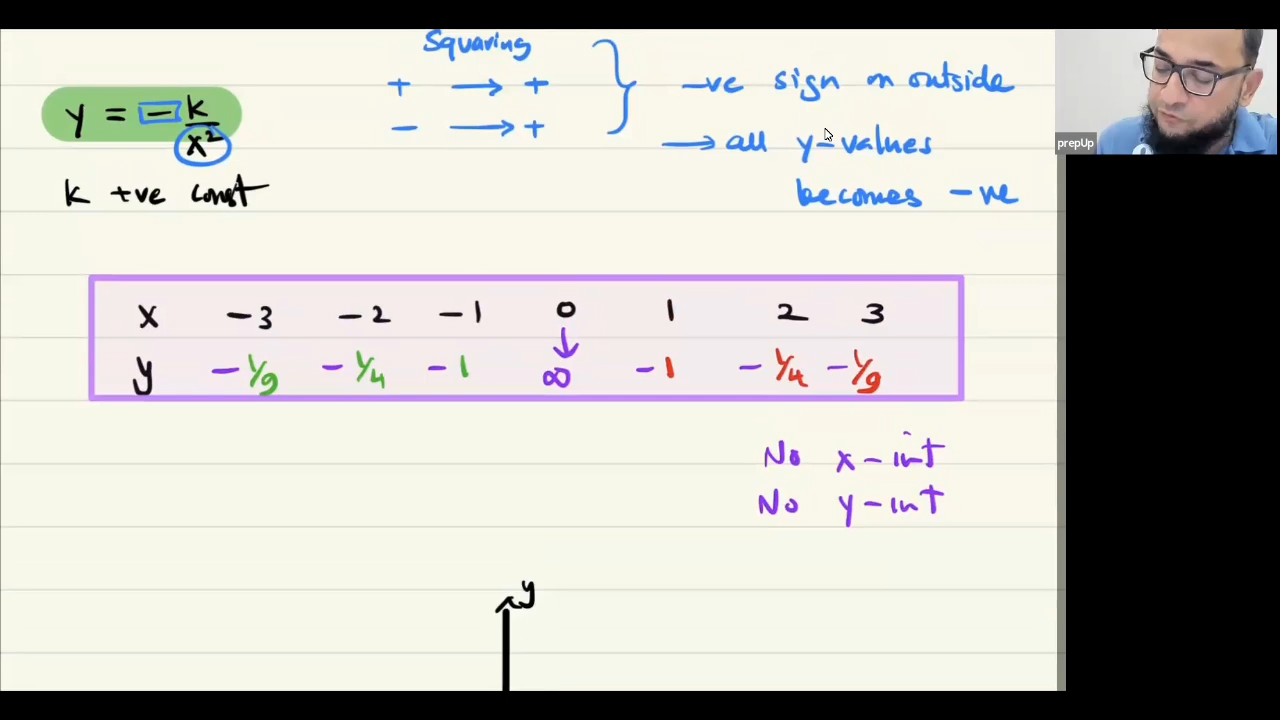 Squaring
y = -k/x²
+ → +
- → +
-ve sign on outside
→ all y-values
becomes -ve
k +ve const
prepUp
x -3 -2 -1 0 1 2 3
y -1/9 -1/4 -1 ∞ -1 -1/4 -1/9
No x-int
No y-int
y